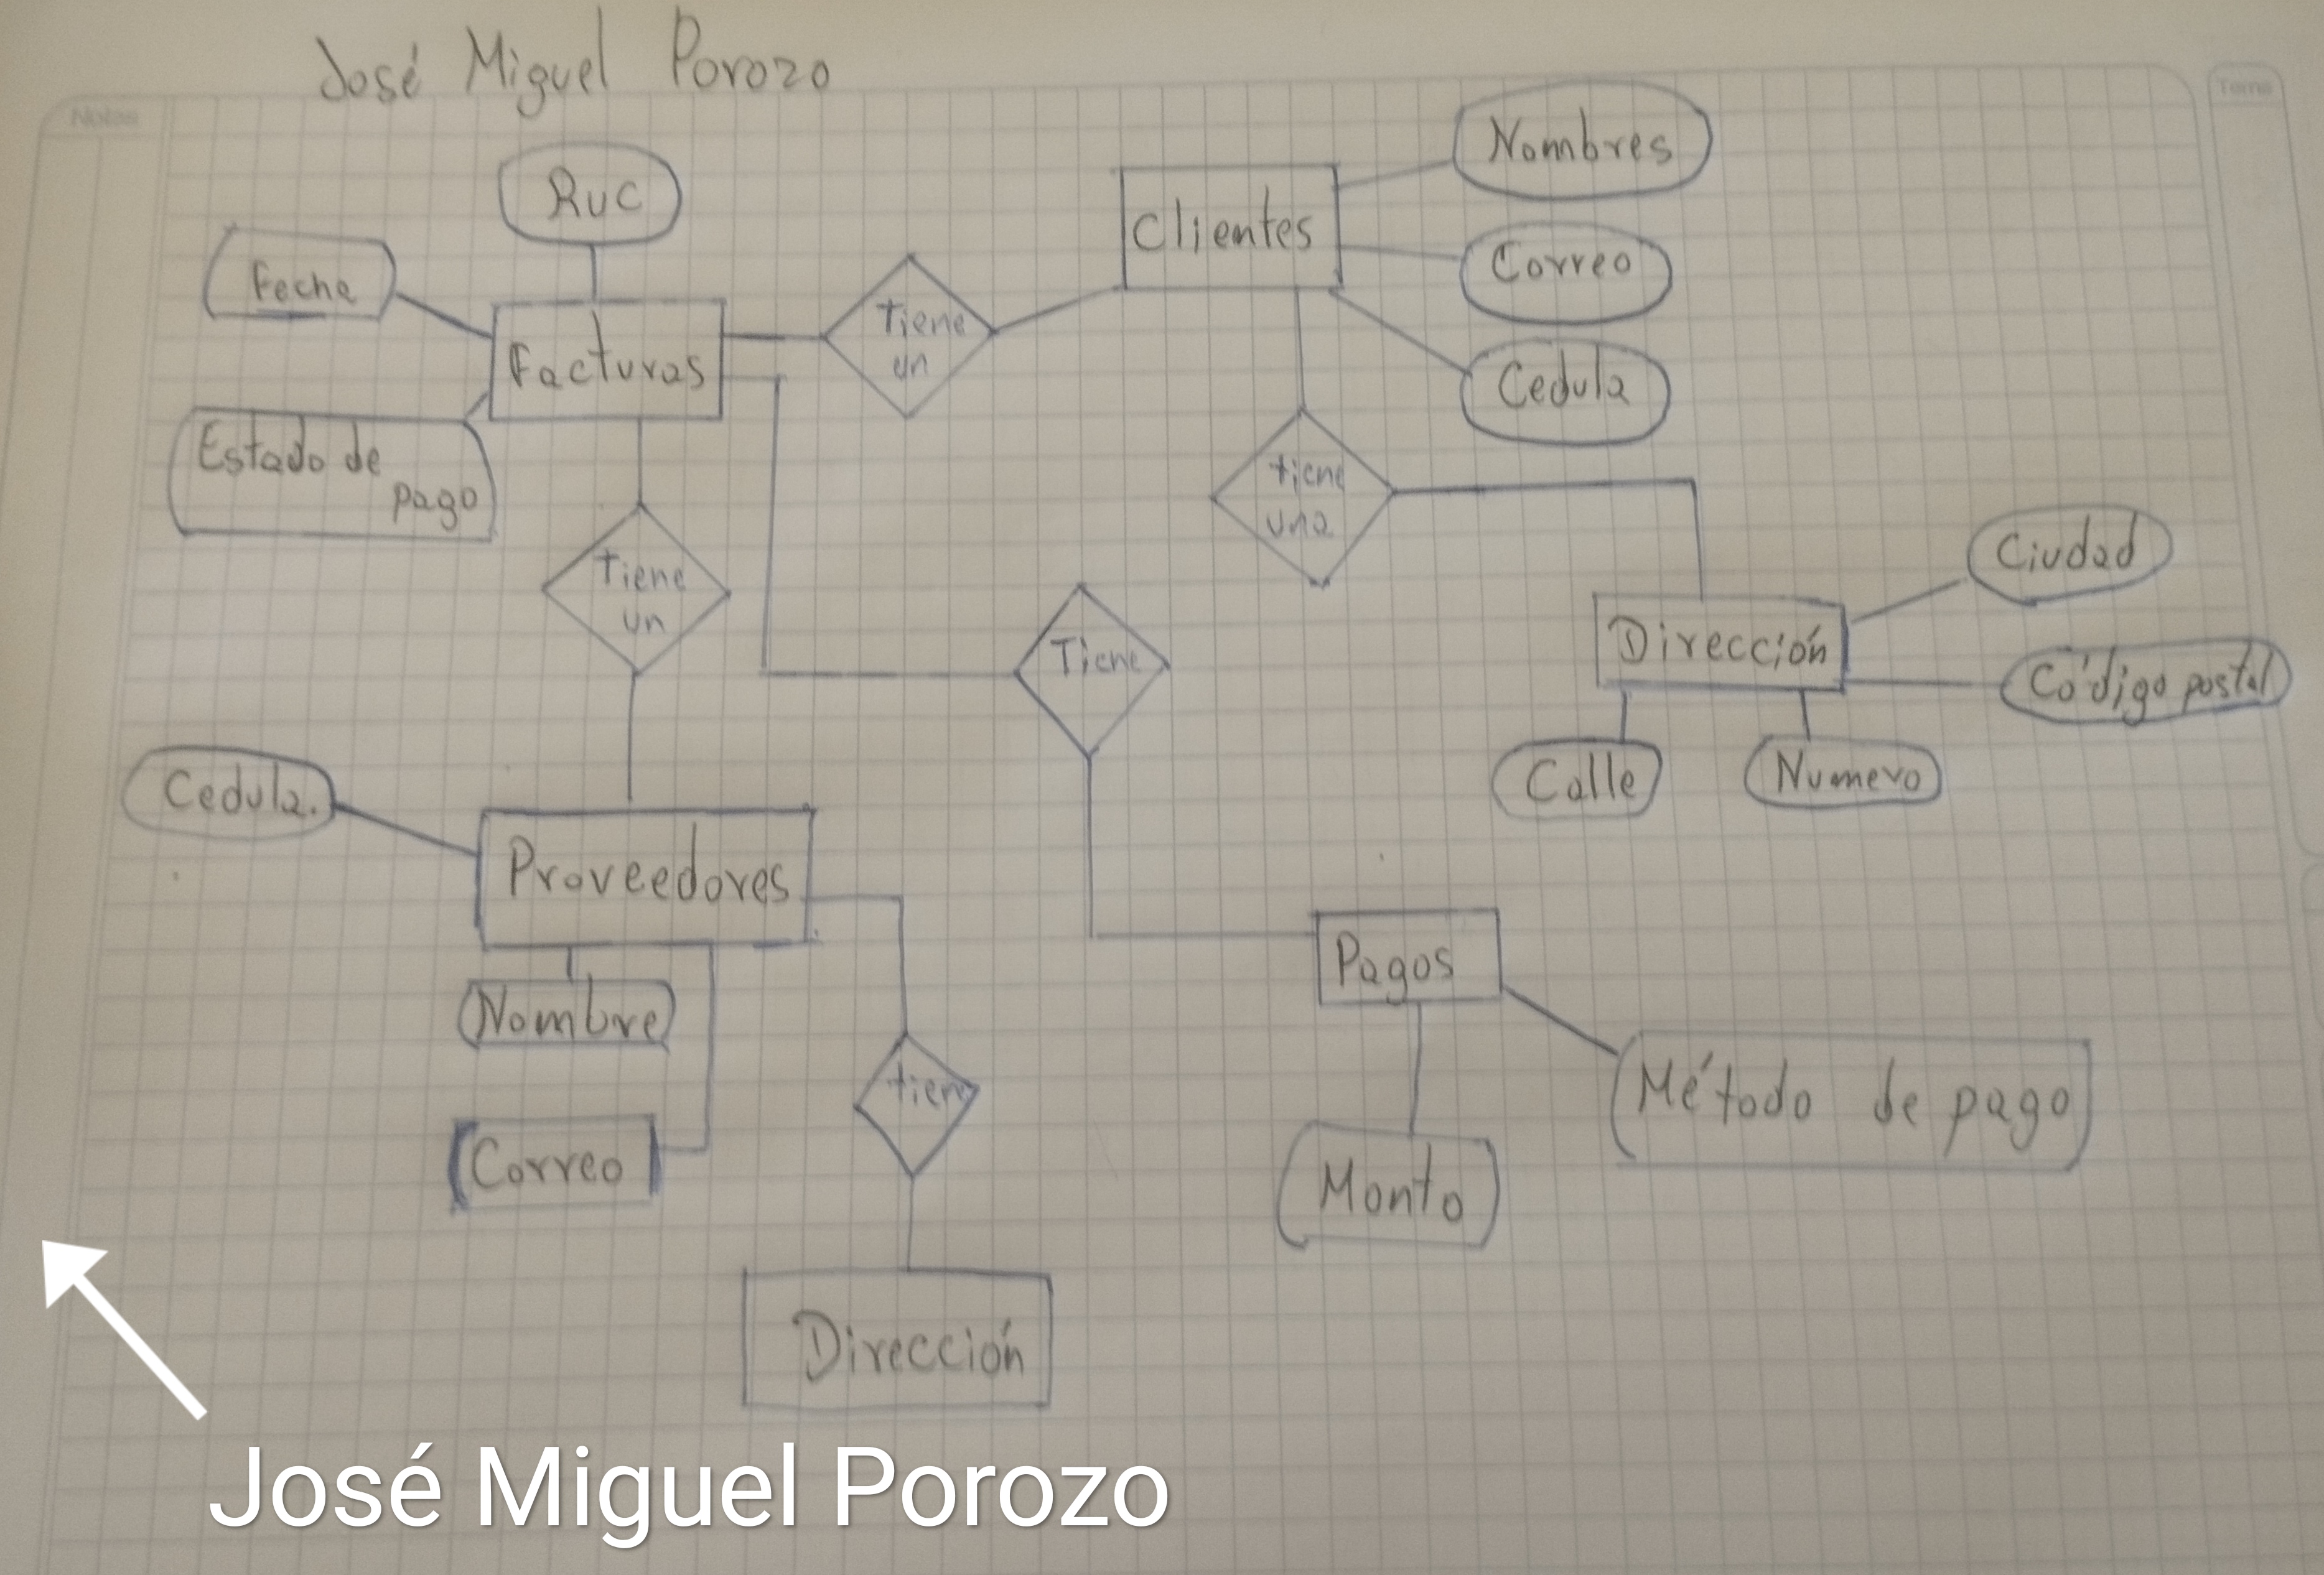 José Miguel Porozo
Notas
Tema
Nombres
Ruc
Clientes
Correo
Fecha
tiene
un
Facturas
Cedula
Estado de
pago
tiene
una
Ciudad
Tiene
un
Tiene
Dirección
Código postal
Calle
Numero
Cedula.
Proveedores
Pagos
Nombre
tiene
Método de pago
Correo
Monto
Dirección
José Miguel Porozo